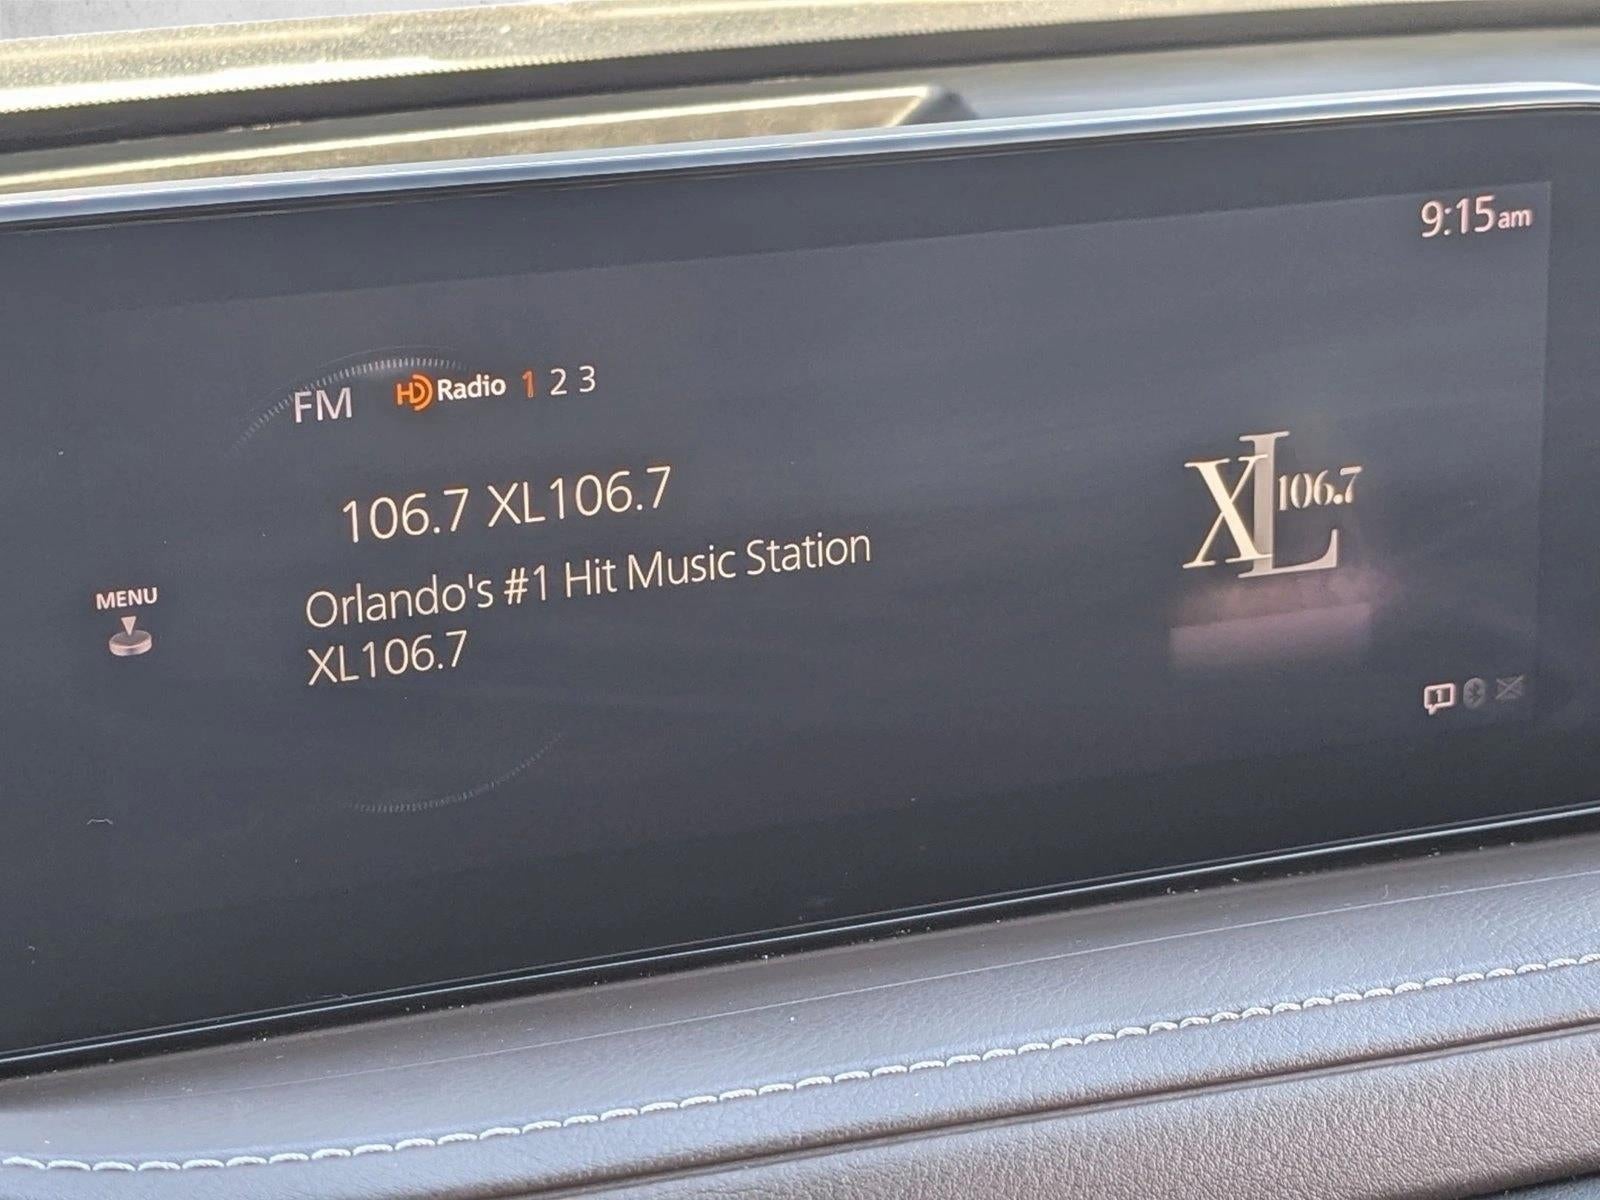 9:15am
FM HD Radio 1 2 3
106.7 XL106.7
Orlando's #1 Hit Music Station
XL106.7
MENU
XL 106.7
1